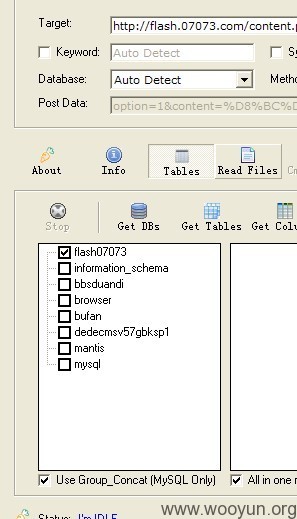 Target:
http://flash.07073.com/content.p
Keyword:
Auto Detect
Sy
Database:
Auto Detect
Metho
Post Data:
option=1&content=%D8%BC%D
About
Info
Tables
Read Files
Cm
Stop
Get DBs
Get Tables
Get Colu
flash07073
information_schema
bbsduandi
browser
bufan
dedecmsv57gbksp1
mantis
mysql
Use Group_Concat (MySQL Only)
All in one r
www.wooyun.org
Status: I'm IDLE